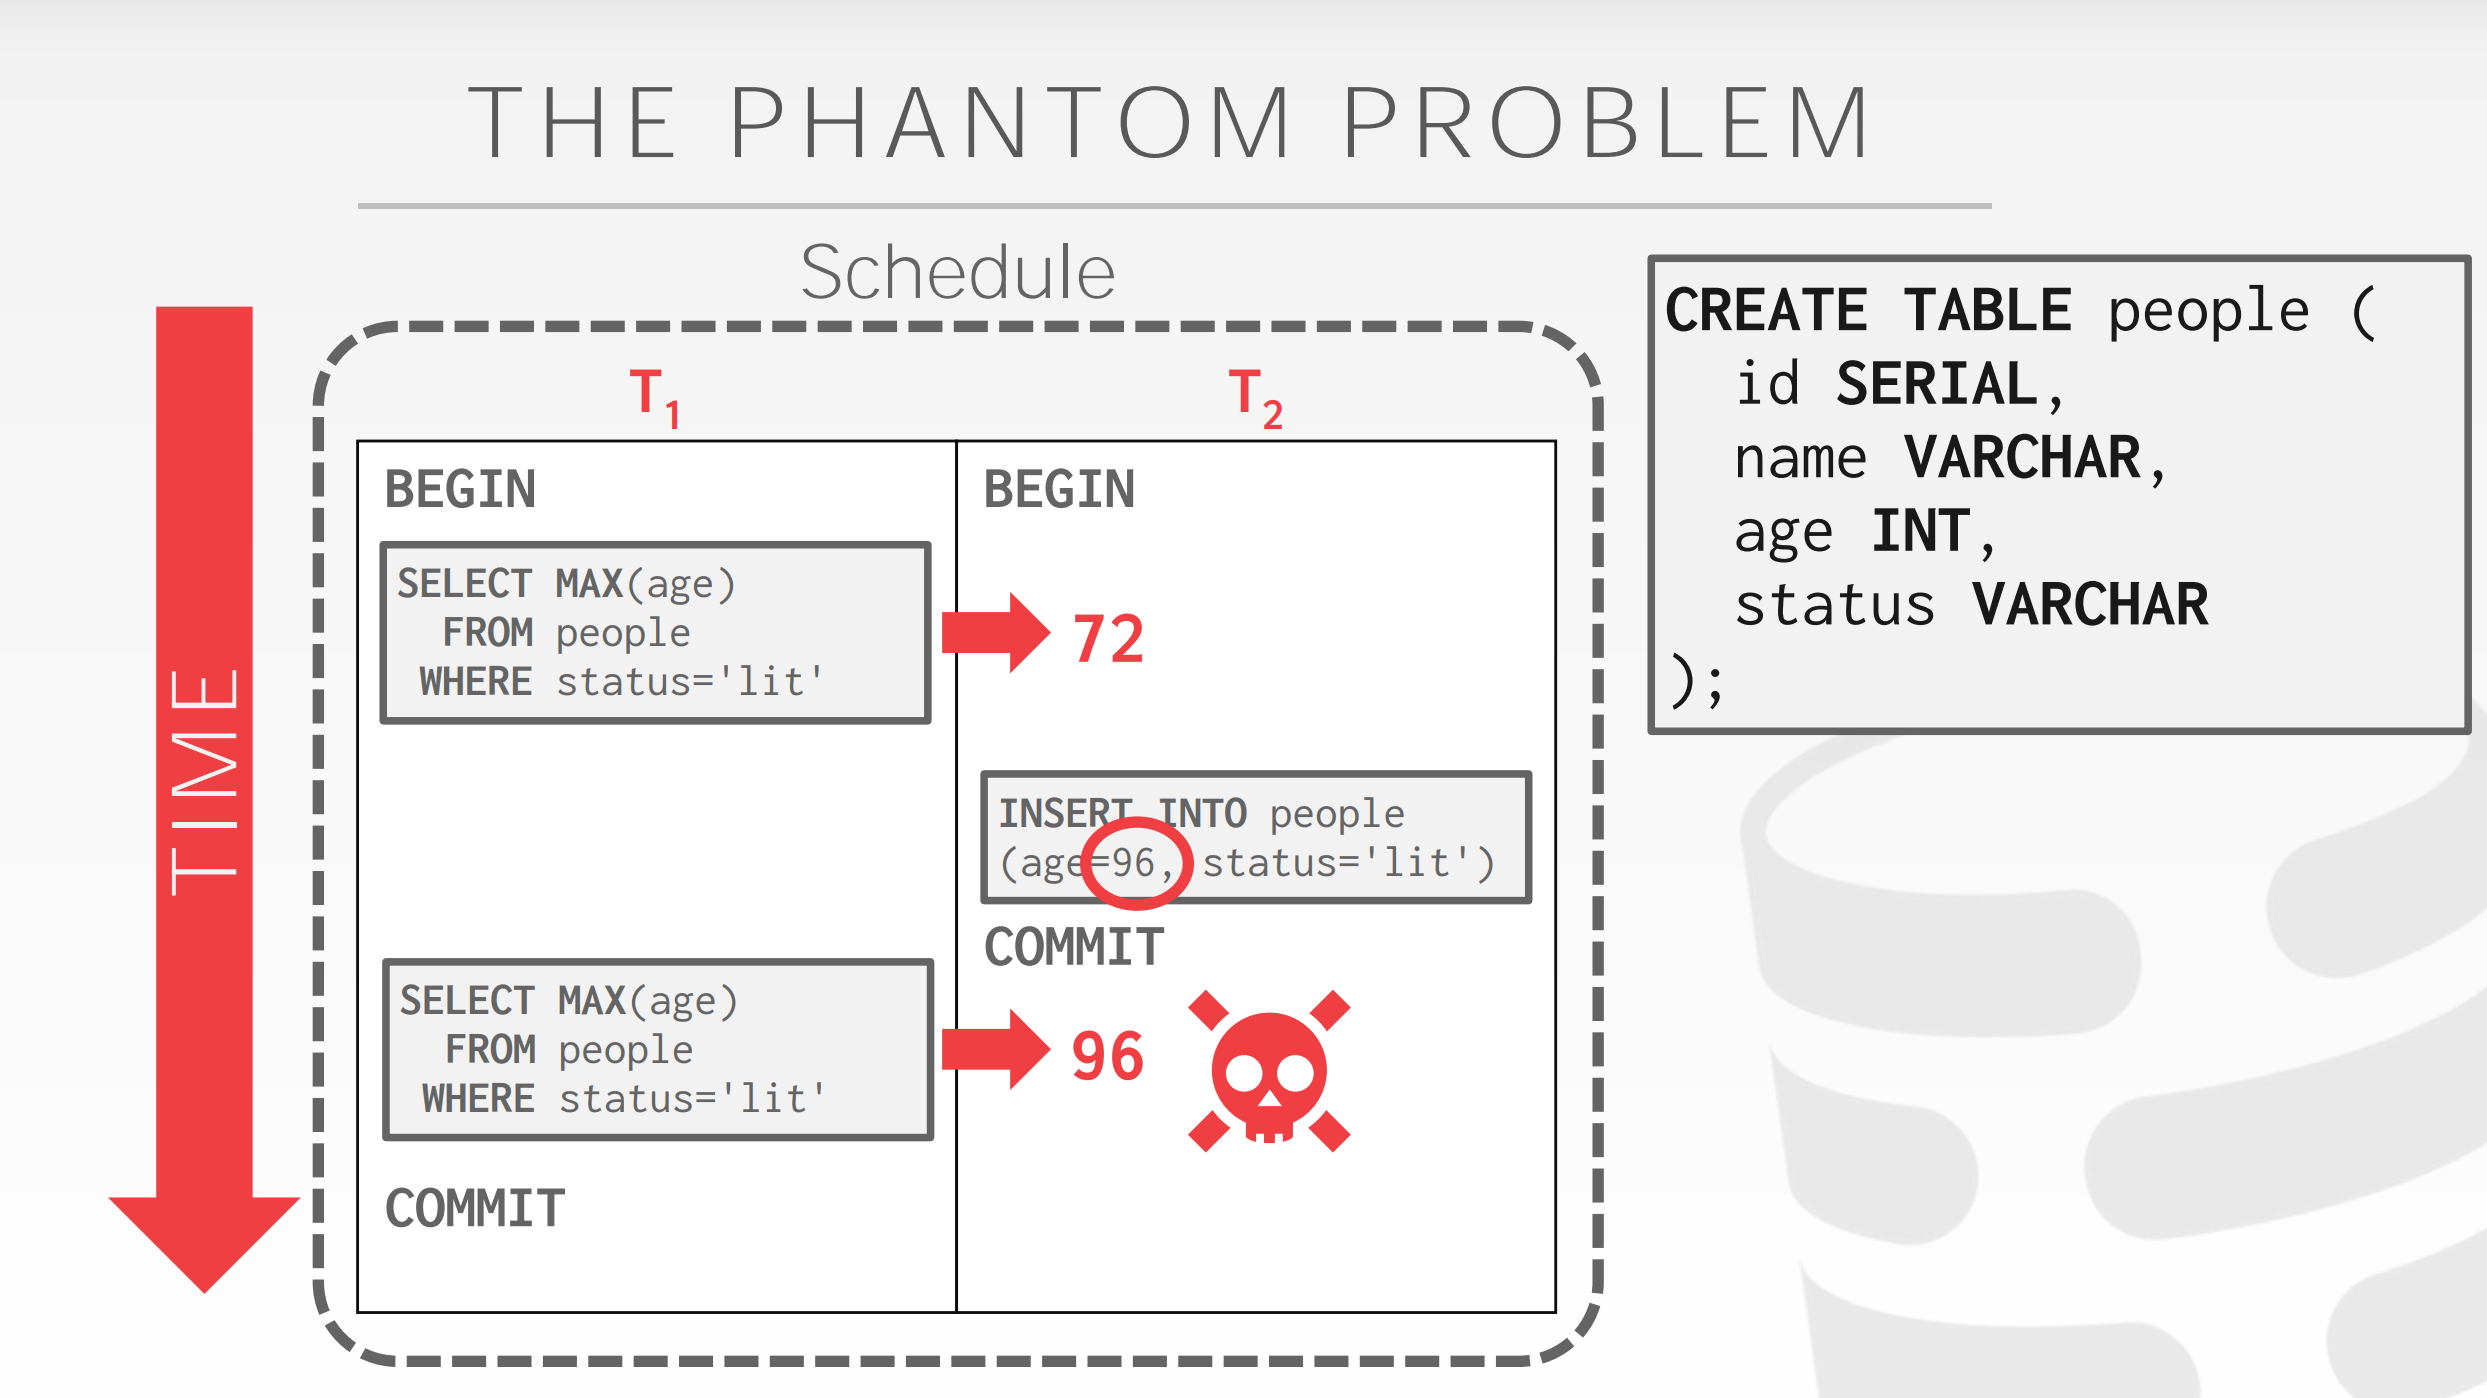 THE PHANTOM PROBLEM
Schedule
TIME
T1
T2
BEGIN
SELECT MAX(age)
FROM people
WHERE status='lit'
72
SELECT MAX(age)
FROM people
WHERE status='lit'
96
COMMIT
BEGIN
INSERT INTO people
(age=96, status='lit')
COMMIT
CREATE TABLE people (
id SERIAL,
name VARCHAR,
age INT,
status VARCHAR
);